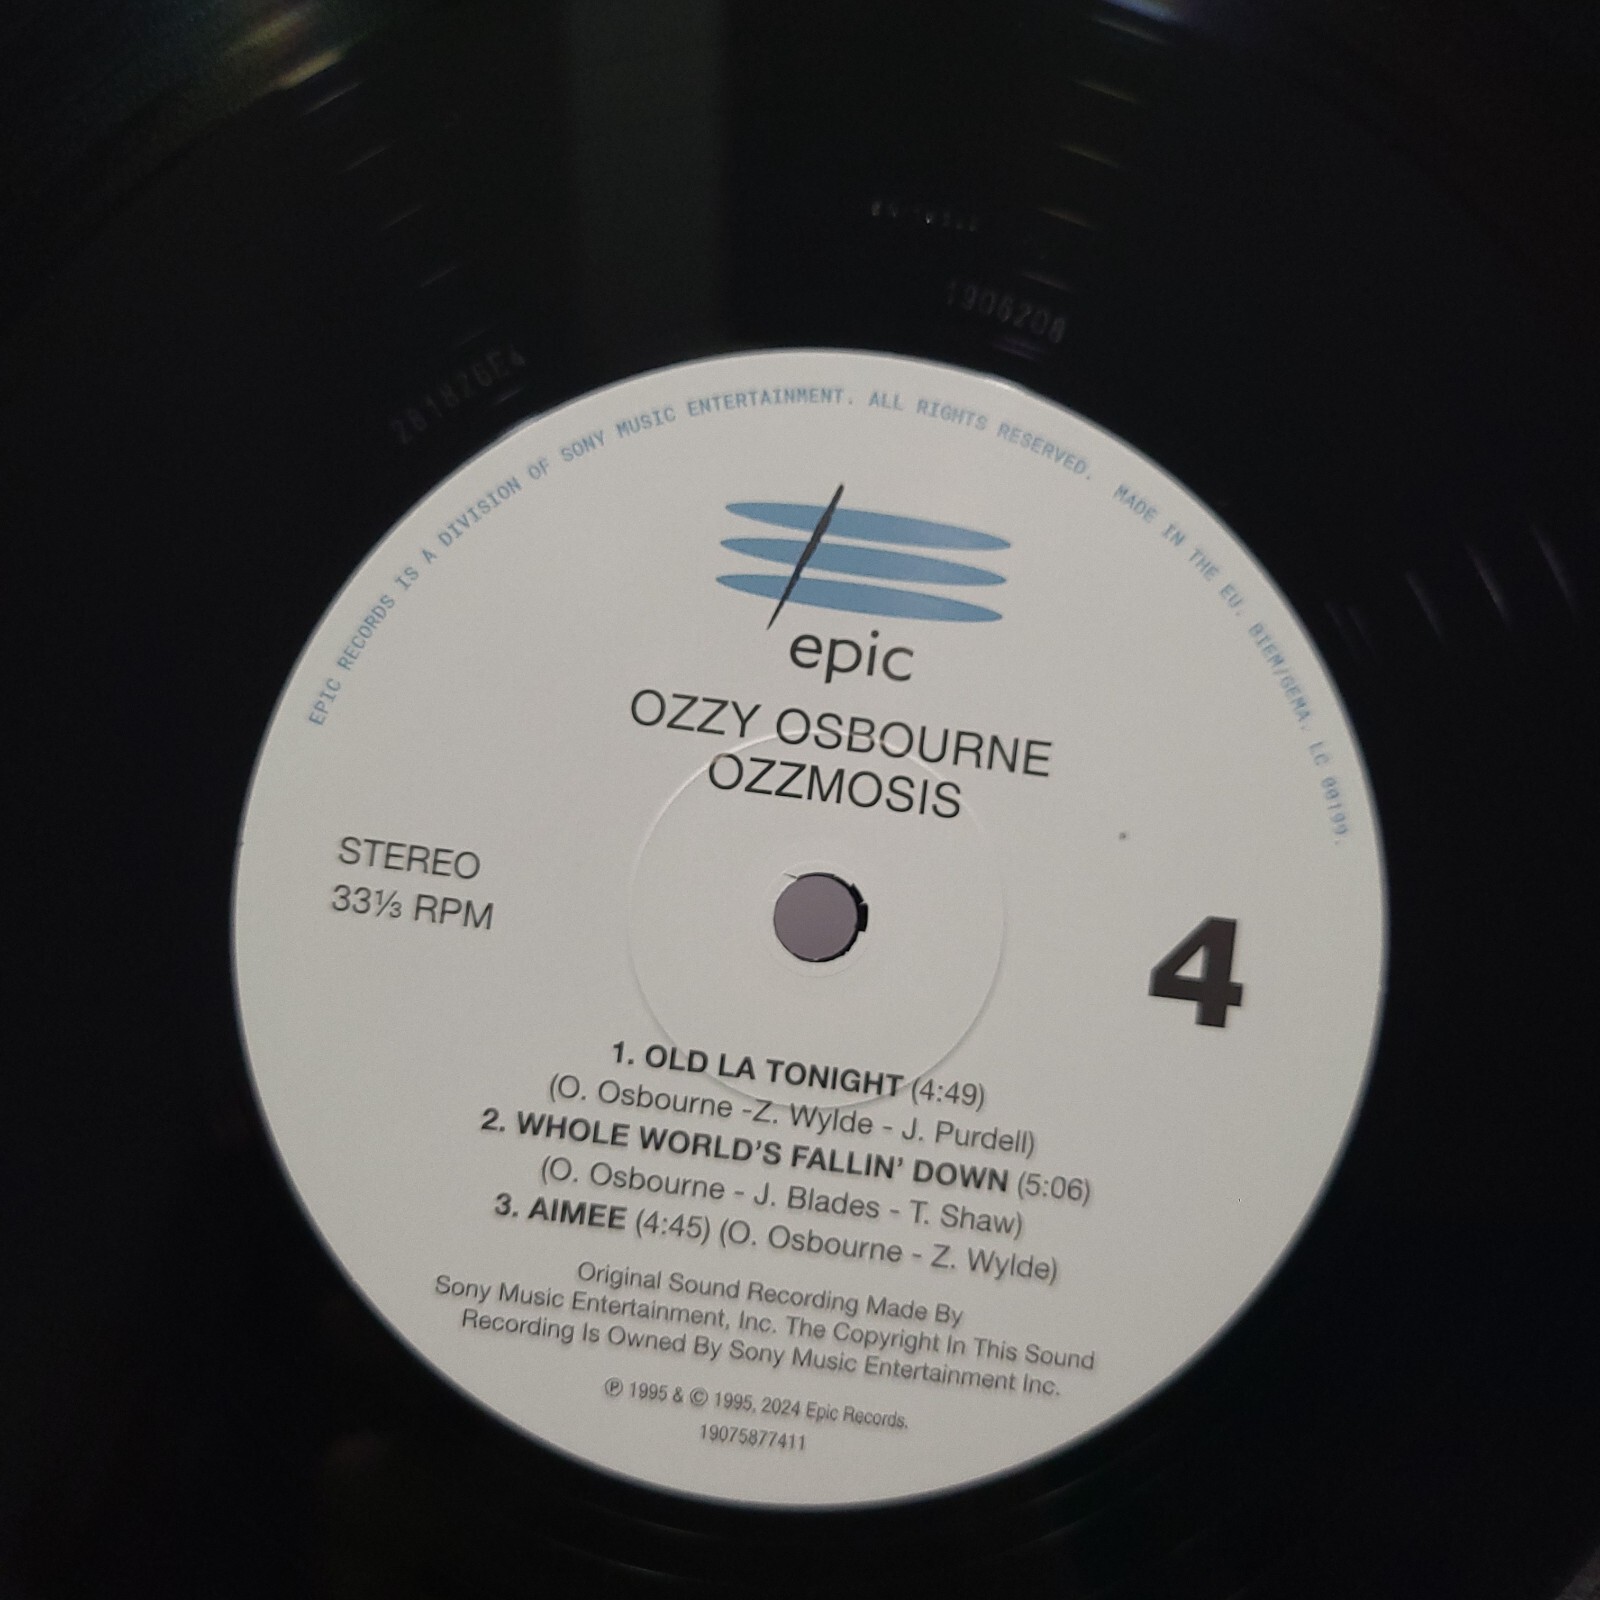 1906208
261826E4
EPIC RECORDS IS A DIVISION OF SONY MUSIC ENTERTAINMENT. ALL RIGHTS RESERVED. MADE IN THE EU. BIEM/GEMA. LC 00199.
epic
OZZY OSBOURNE
OZZMOSIS
STEREO
33⅓ RPM
4
1. OLD LA TONIGHT (4:49)
(O. Osbourne -Z. Wylde - J. Purdell)
2. WHOLE WORLD'S FALLIN' DOWN (5:06)
(O. Osbourne - J. Blades - T. Shaw)
3. AIMEE (4:45) (O. Osbourne - Z. Wylde)
Original Sound Recording Made By
Sony Music Entertainment, Inc. The Copyright In This Sound
Recording Is Owned By Sony Music Entertainment Inc.
℗ 1995 & © 1995, 2024 Epic Records.
19075877411